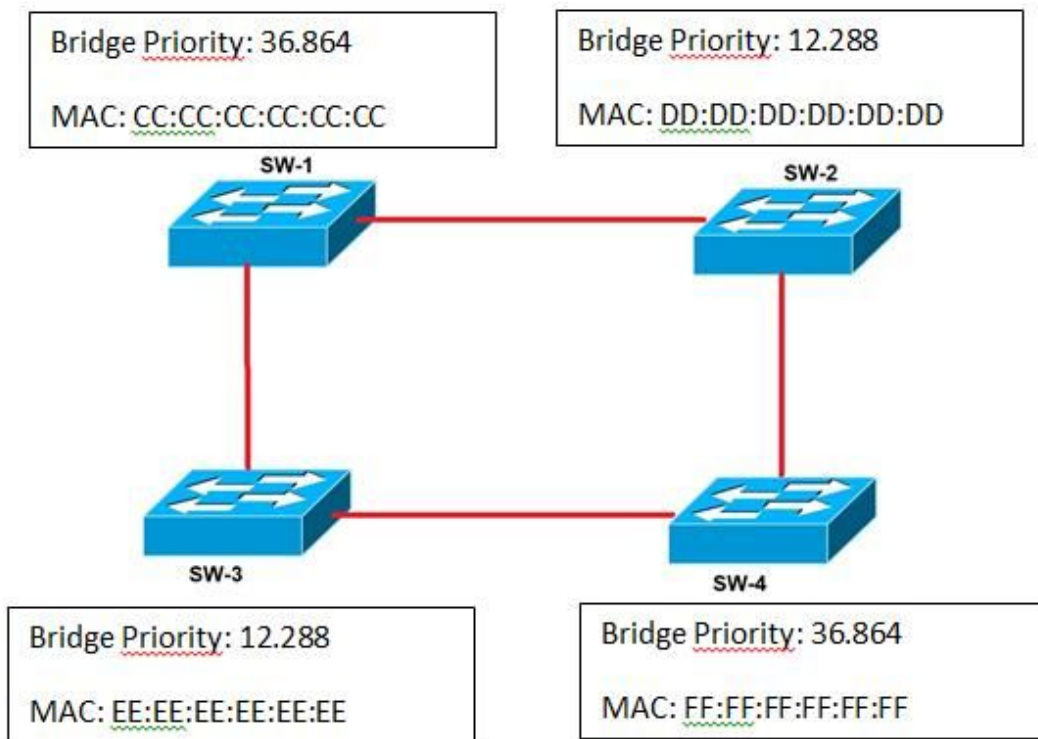 Bridge Priority: 36.864
MAC: CC:CC:CC:CC:CC:CC
Bridge Priority: 12.288
MAC: DD:DD:DD:DD:DD:DD
SW-1
SW-2
SW-3
SW-4
Bridge Priority: 12.288
MAC: EE:EE:EE:EE:EE:EE
Bridge Priority: 36.864
MAC: FF:FF:FF:FF:FF:FF